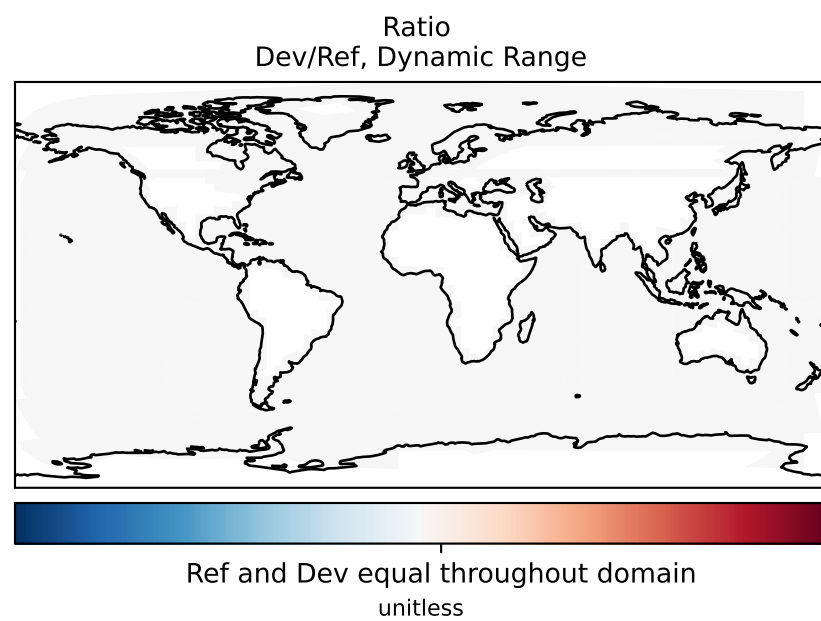 Ratio
Dev/Ref, Dynamic Range
Ref and Dev equal throughout domain
unitless